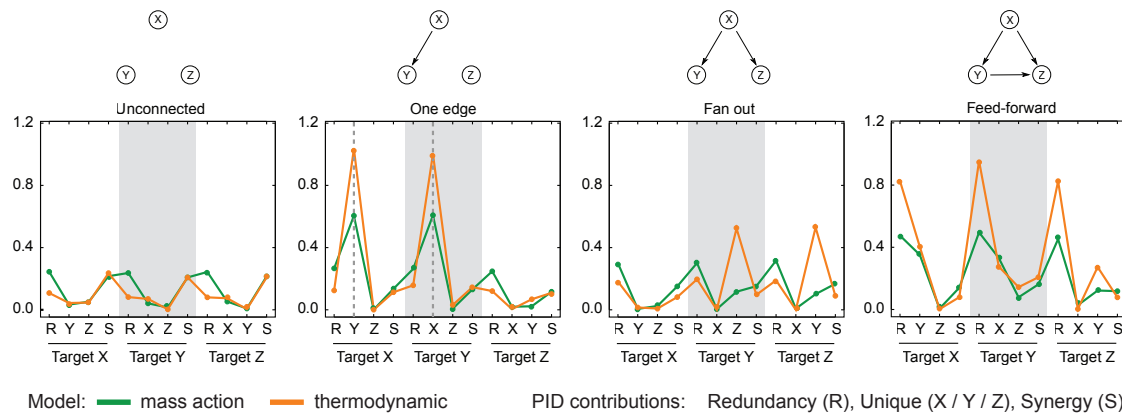 X
X
X
X
Y
Z
Y
Z
Y
Z
Y
Z
Unconnected
One edge
Fan out
Feed-forward
1.2
0.8
0.4
0.0
1.2
0.8
0.4
0.0
1.2
0.8
0.4
0.0
1.2
0.8
0.4
0.0
R Y Z S R X Z S R X Y S
R Y Z S R X Z S R X Y S
R Y Z S R X Z S R X Y S
R Y Z S R X Z S R X Y S
Target X Target Y Target Z
Target X Target Y Target Z
Target X Target Y Target Z
Target X Target Y Target Z
Model: mass action thermodynamic PID contributions: Redundancy (R), Unique (X / Y / Z), Synergy (S)